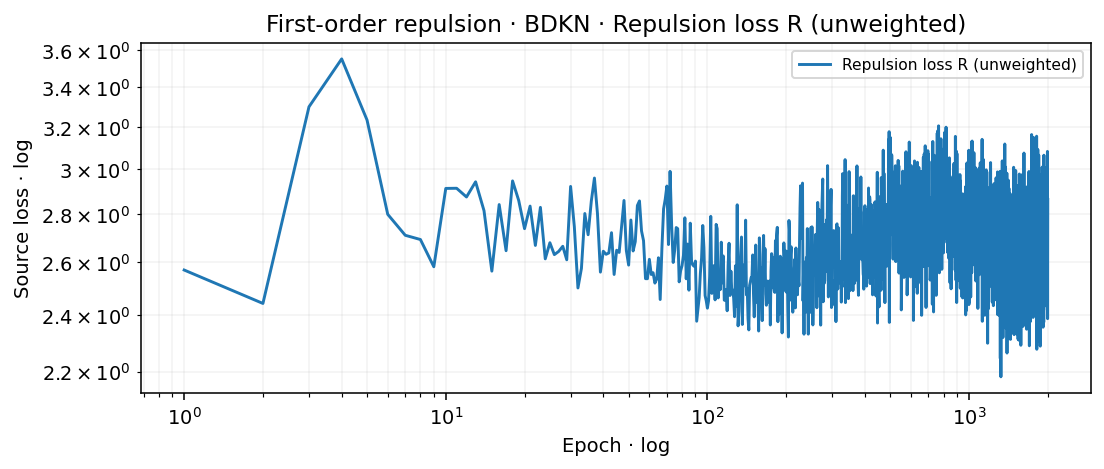 First-order repulsion · BDKN · Repulsion loss R (unweighted)
Repulsion loss R (unweighted)
Source loss · log
3.6 × 10⁰
3.4 × 10⁰
3.2 × 10⁰
3 × 10⁰
2.8 × 10⁰
2.6 × 10⁰
2.4 × 10⁰
2.2 × 10⁰
10⁰ 10¹ 10² 10³
Epoch · log